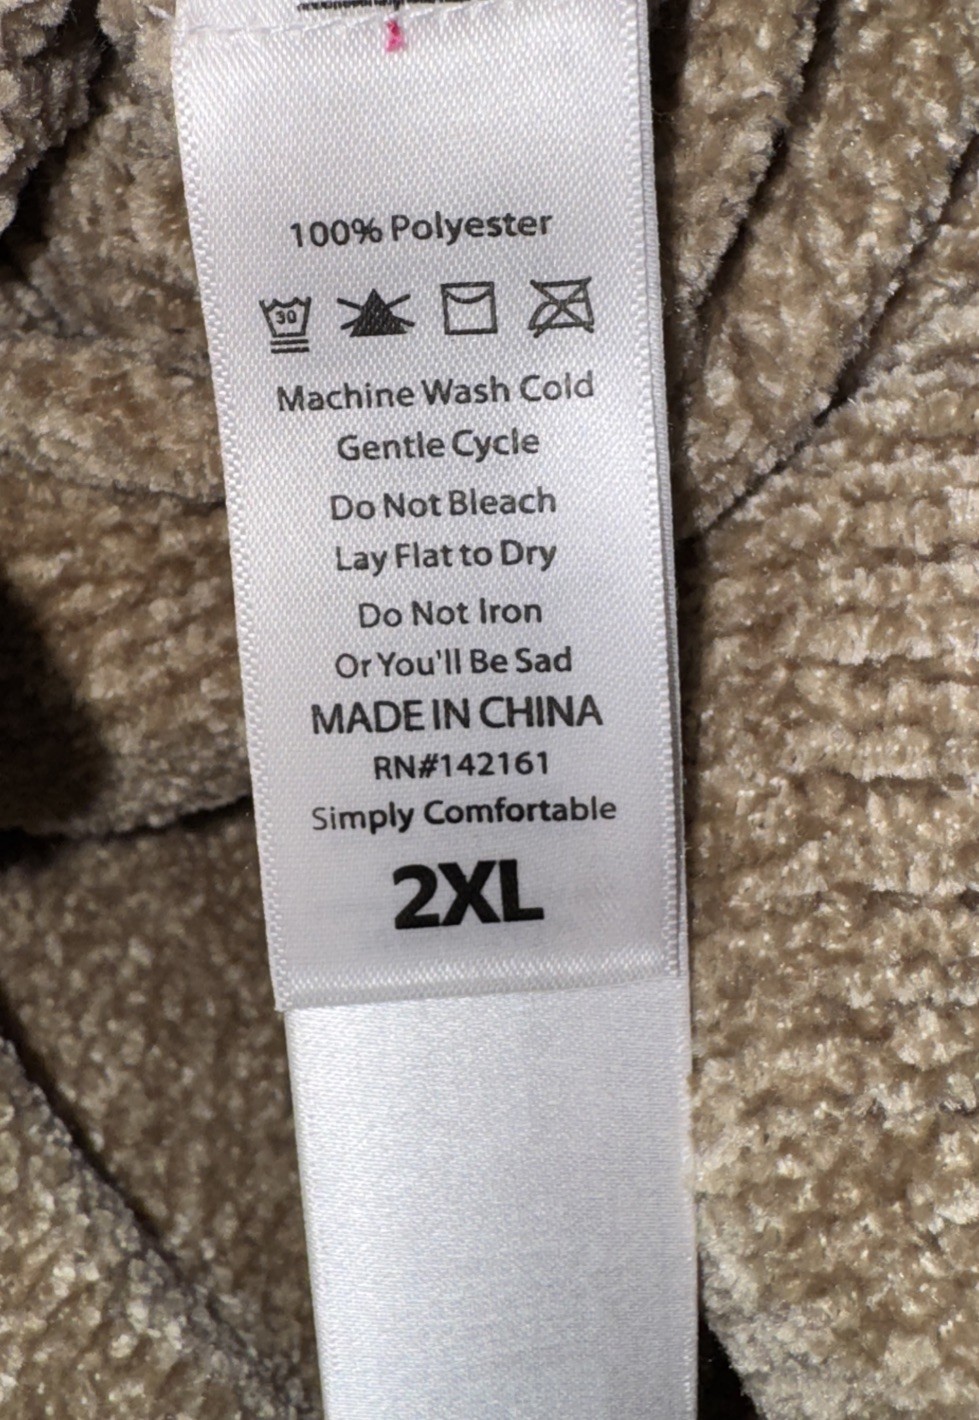 100% Polyester
30
Machine Wash Cold
Gentle Cycle
Do Not Bleach
Lay Flat to Dry
Do Not Iron
Or You'll Be Sad
MADE IN CHINA
RN#142161
Simply Comfortable
2XL